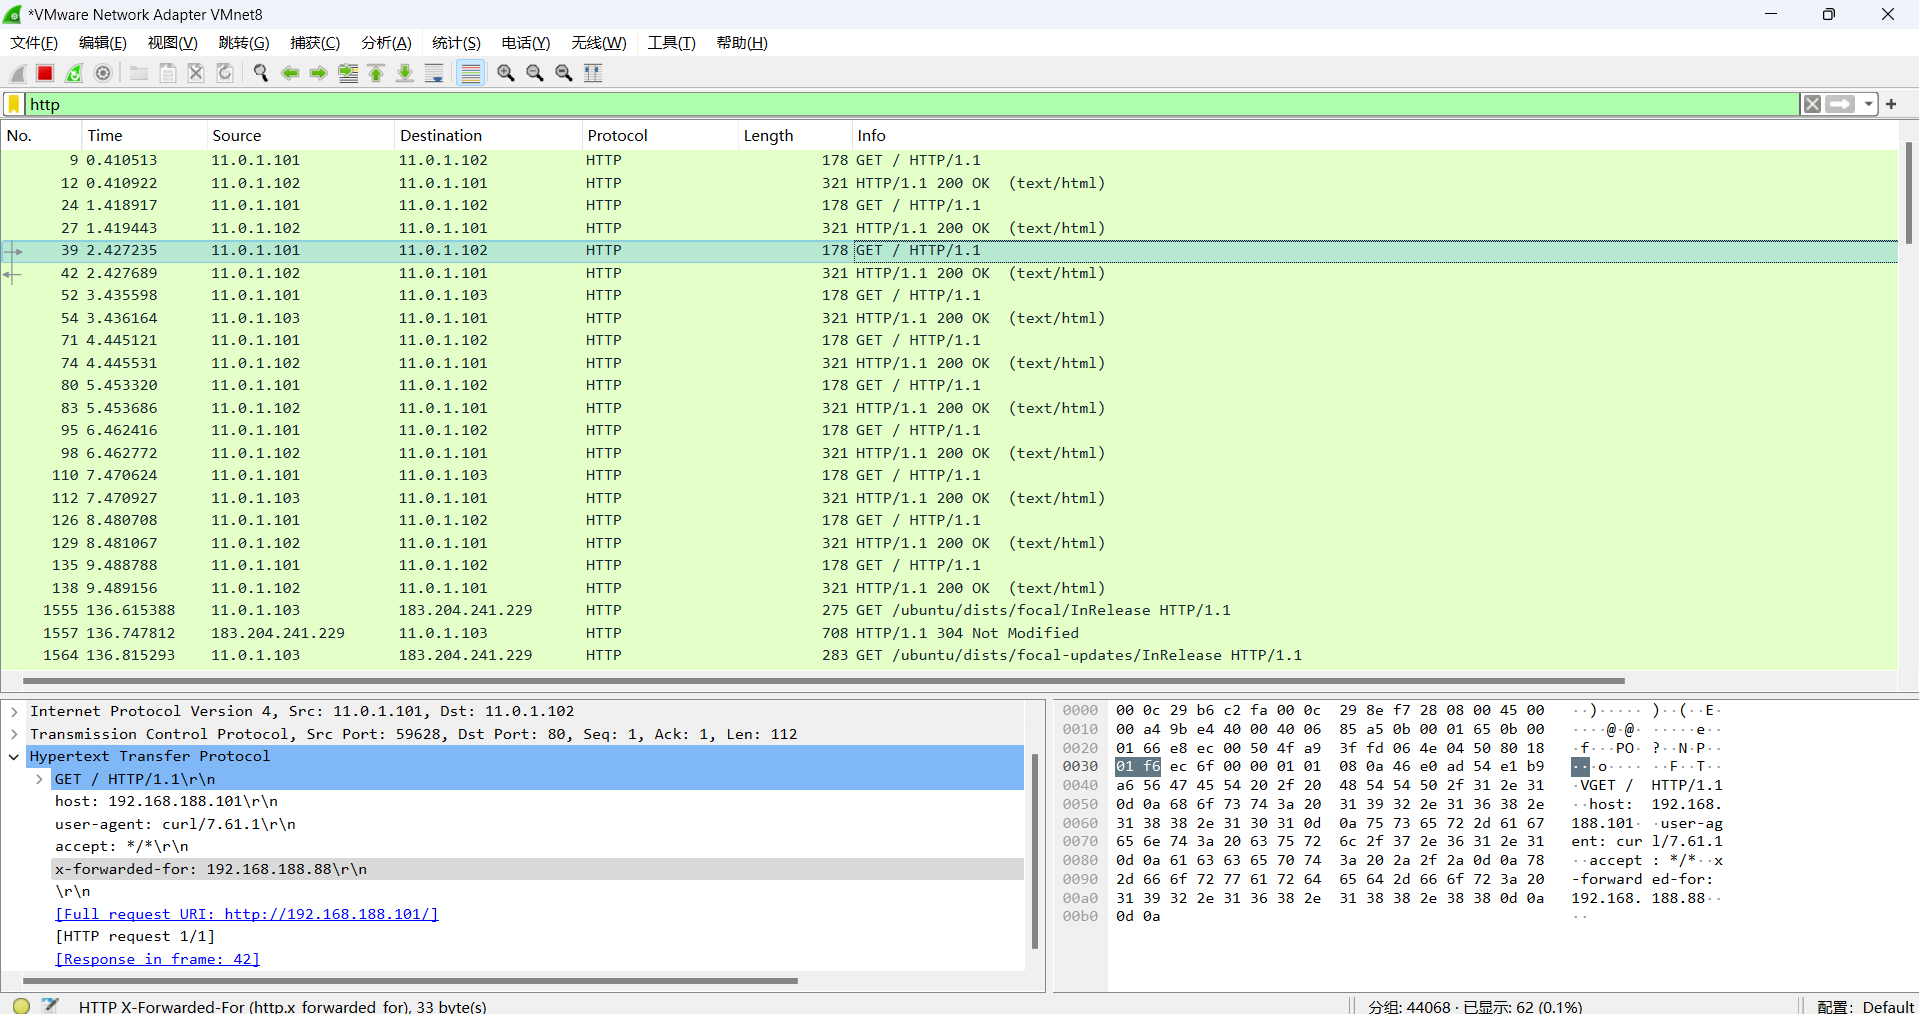 *VMware Network Adapter VMnet8
文件(F) 编辑(E) 视图(V) 跳转(G) 捕获(C) 分析(A) 统计(S) 电话(Y) 无线(W) 工具(T) 帮助(H)
http
No. Time Source Destination Protocol Length Info
9 0.410513 11.0.1.101 11.0.1.102 HTTP 178 GET / HTTP/1.1
12 0.410922 11.0.1.102 11.0.1.101 HTTP 321 HTTP/1.1 200 OK (text/html)
24 1.418917 11.0.1.101 11.0.1.102 HTTP 178 GET / HTTP/1.1
27 1.419443 11.0.1.102 11.0.1.101 HTTP 321 HTTP/1.1 200 OK (text/html)
39 2.427235 11.0.1.101 11.0.1.102 HTTP 178 GET / HTTP/1.1
42 2.427689 11.0.1.102 11.0.1.101 HTTP 321 HTTP/1.1 200 OK (text/html)
52 3.435598 11.0.1.101 11.0.1.103 HTTP 178 GET / HTTP/1.1
54 3.436164 11.0.1.103 11.0.1.101 HTTP 321 HTTP/1.1 200 OK (text/html)
71 4.445121 11.0.1.101 11.0.1.102 HTTP 178 GET / HTTP/1.1
74 4.445531 11.0.1.102 11.0.1.101 HTTP 321 HTTP/1.1 200 OK (text/html)
80 5.453320 11.0.1.101 11.0.1.102 HTTP 178 GET / HTTP/1.1
83 5.453686 11.0.1.102 11.0.1.101 HTTP 321 HTTP/1.1 200 OK (text/html)
95 6.462416 11.0.1.101 11.0.1.102 HTTP 178 GET / HTTP/1.1
98 6.462772 11.0.1.102 11.0.1.101 HTTP 321 HTTP/1.1 200 OK (text/html)
110 7.470624 11.0.1.101 11.0.1.103 HTTP 178 GET / HTTP/1.1
112 7.470927 11.0.1.103 11.0.1.101 HTTP 321 HTTP/1.1 200 OK (text/html)
126 8.480708 11.0.1.101 11.0.1.102 HTTP 178 GET / HTTP/1.1
129 8.481067 11.0.1.102 11.0.1.101 HTTP 321 HTTP/1.1 200 OK (text/html)
135 9.488788 11.0.1.101 11.0.1.102 HTTP 178 GET / HTTP/1.1
138 9.489156 11.0.1.102 11.0.1.101 HTTP 321 HTTP/1.1 200 OK (text/html)
1555 136.615388 11.0.1.103 183.204.241.229 HTTP 275 GET /ubuntu/dists/focal/InRelease HTTP/1.1
1557 136.747812 183.204.241.229 11.0.1.103 HTTP 708 HTTP/1.1 304 Not Modified
1564 136.815293 11.0.1.103 183.204.241.229 HTTP 283 GET /ubuntu/dists/focal-updates/InRelease HTTP/1.1
Internet Protocol Version 4, Src: 11.0.1.101, Dst: 11.0.1.102
Transmission Control Protocol, Src Port: 59628, Dst Port: 80, Seq: 1, Ack: 1, Len: 112
Hypertext Transfer Protocol
GET / HTTP/1.1\r\n
host: 192.168.188.101\r\n
user-agent: curl/7.61.1\r\n
accept: */*\r\n
x-forwarded-for: 192.168.188.88\r\n
\r\n
[Full request URI: http://192.168.188.101/]
[HTTP request 1/1]
[Response in frame: 42]
0000 00 0c 29 b6 c2 fa 00 0c 29 8e f7 28 08 00 45 00 ··)····· )··(··E·
0010 00 a4 9b e4 40 00 40 06 85 a5 0b 00 01 65 0b 00 ····@·@· ·····e··
0020 01 66 e8 ec 00 50 4f a9 3f fd 06 4e 04 50 80 18 ·f···PO· ?··N·P··
0030 01 f6 ec 6f 00 00 01 01 08 0a 46 e0 ad 54 e1 b9 ···o···· ··F··T··
0040 a6 56 47 45 54 20 2f 20 48 54 54 50 2f 31 2e 31 ·VGET / HTTP/1.1
0050 0d 0a 68 6f 73 74 3a 20 31 39 32 2e 31 36 38 2e ··host: 192.168.
0060 31 38 38 2e 31 30 31 0d 0a 75 73 65 72 2d 61 67 188.101· ·user-ag
0070 65 6e 74 3a 20 63 75 72 6c 2f 37 2e 36 31 2e 31 ent: cur l/7.61.1
0080 0d 0a 61 63 63 65 70 74 3a 20 2a 2f 2a 0d 0a 78 ··accept : */*··x
0090 2d 66 6f 72 77 61 72 64 65 64 2d 66 6f 72 3a 20 -forward ed-for:
00a0 31 39 32 2e 31 36 38 2e 31 38 38 2e 38 38 0d 0a 192.168. 188.88··
00b0 0d 0a ··
HTTP X-Forwarded-For (http.x_forwarded_for), 33 byte(s)
分组: 44068 · 已显示: 62 (0.1%)
配置: Default